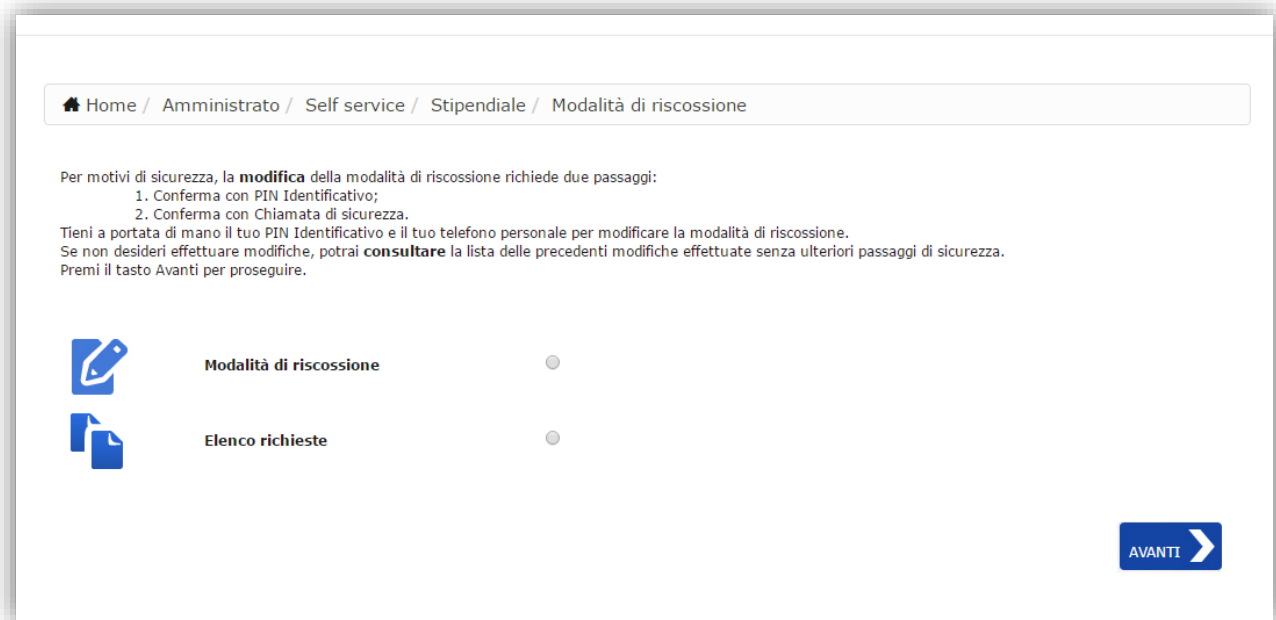 Home / Amministrato / Self service / Stipendiale / Modalità di riscossione
Per motivi di sicurezza, la modifica della modalità di riscossione richiede due passaggi:
1. Conferma con PIN Identificativo;
2. Conferma con Chiamata di sicurezza.
Tieni a portata di mano il tuo PIN Identificativo e il tuo telefono personale per modificare la modalità di riscossione.
Se non desideri effettuare modifiche, potrai consultare la lista delle precedenti modifiche effettuate senza ulteriori passaggi di sicurezza.
Premi il tasto Avanti per proseguire.
Modalità di riscossione
Elenco richieste
AVANTI